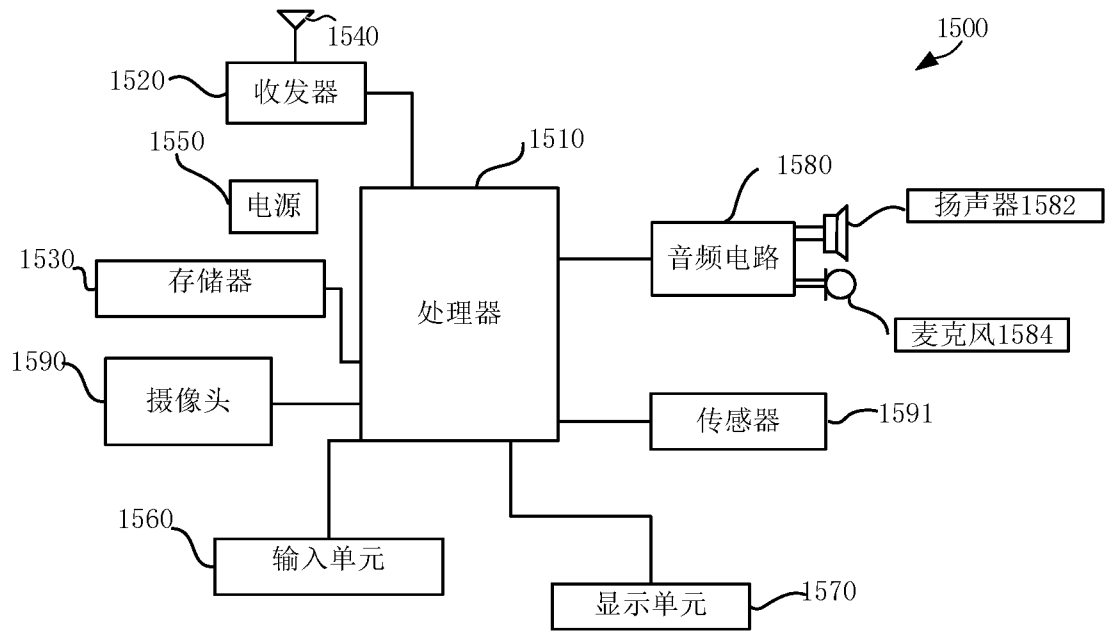 1540
1500
1520
收发器
1550
1510
1580
电源
扬声器1582
1530
存储器
音频电路
处理器
麦克风1584
1590
摄像头
传感器
1591
1560
输入单元
显示单元
1570